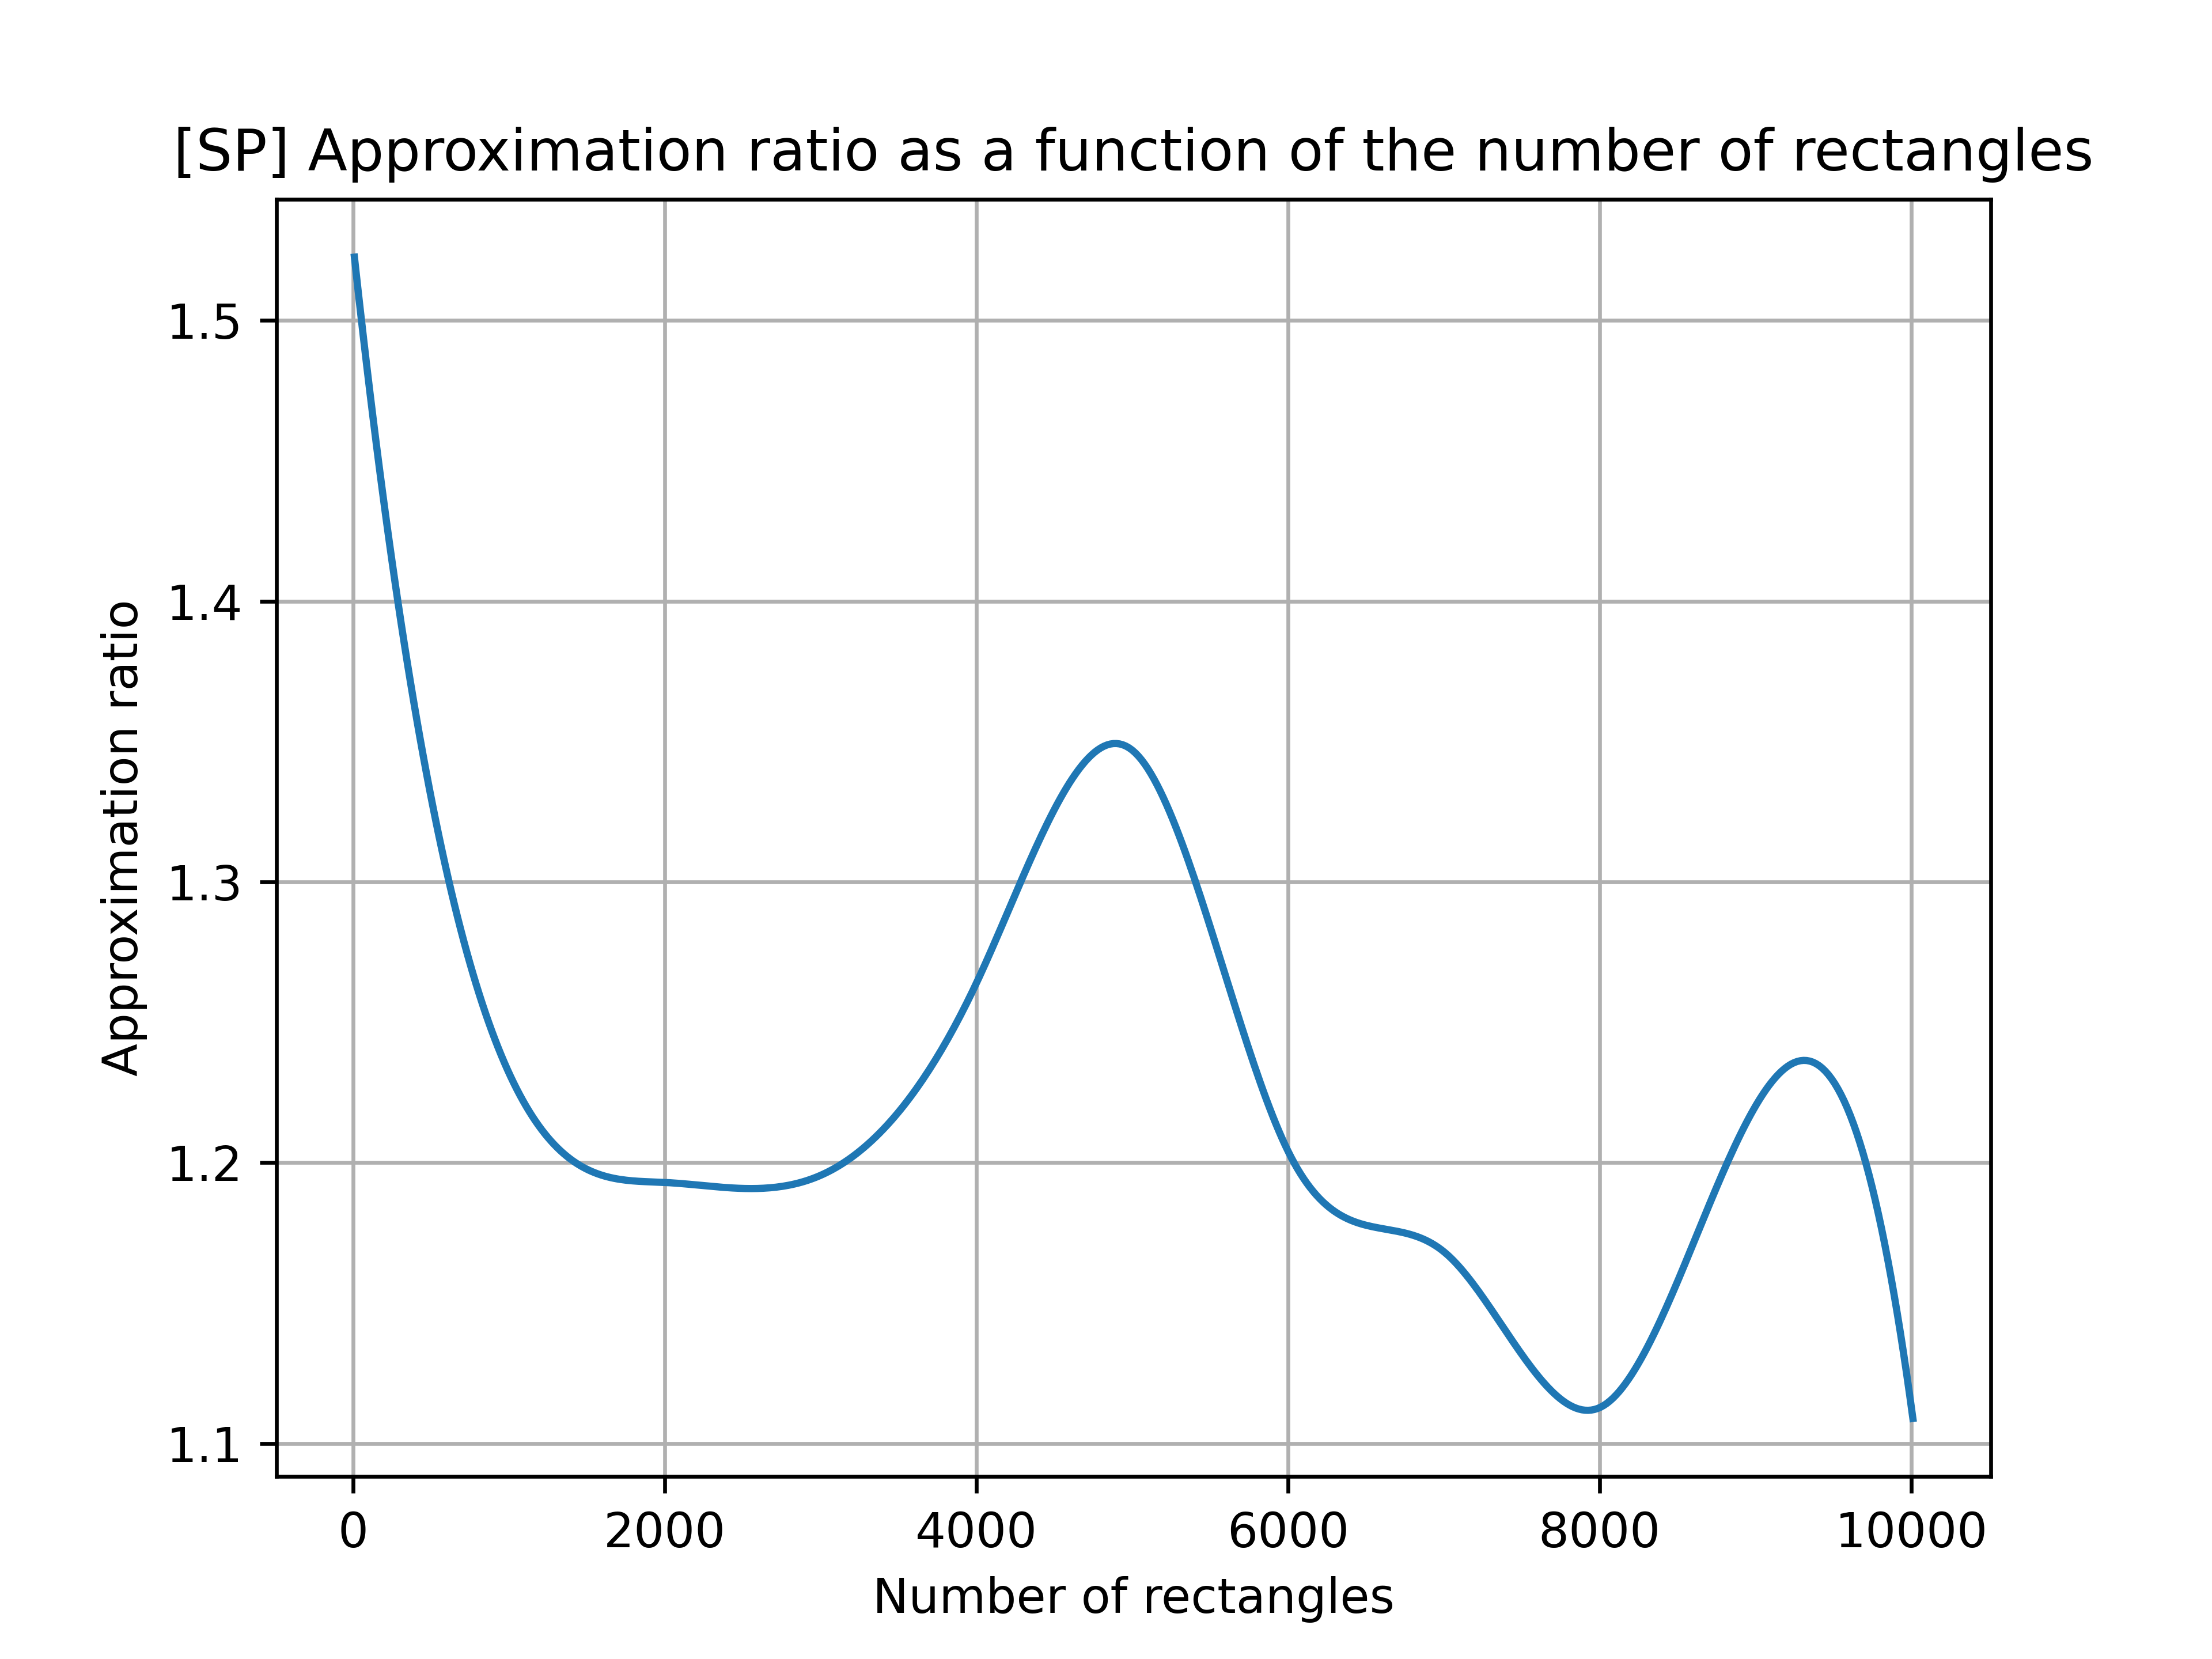 [SP] Approximation ratio as a function of the number of rectangles
Approximation ratio
1.5
1.4
1.3
1.2
1.1
0 2000 4000 6000 8000 10000
Number of rectangles